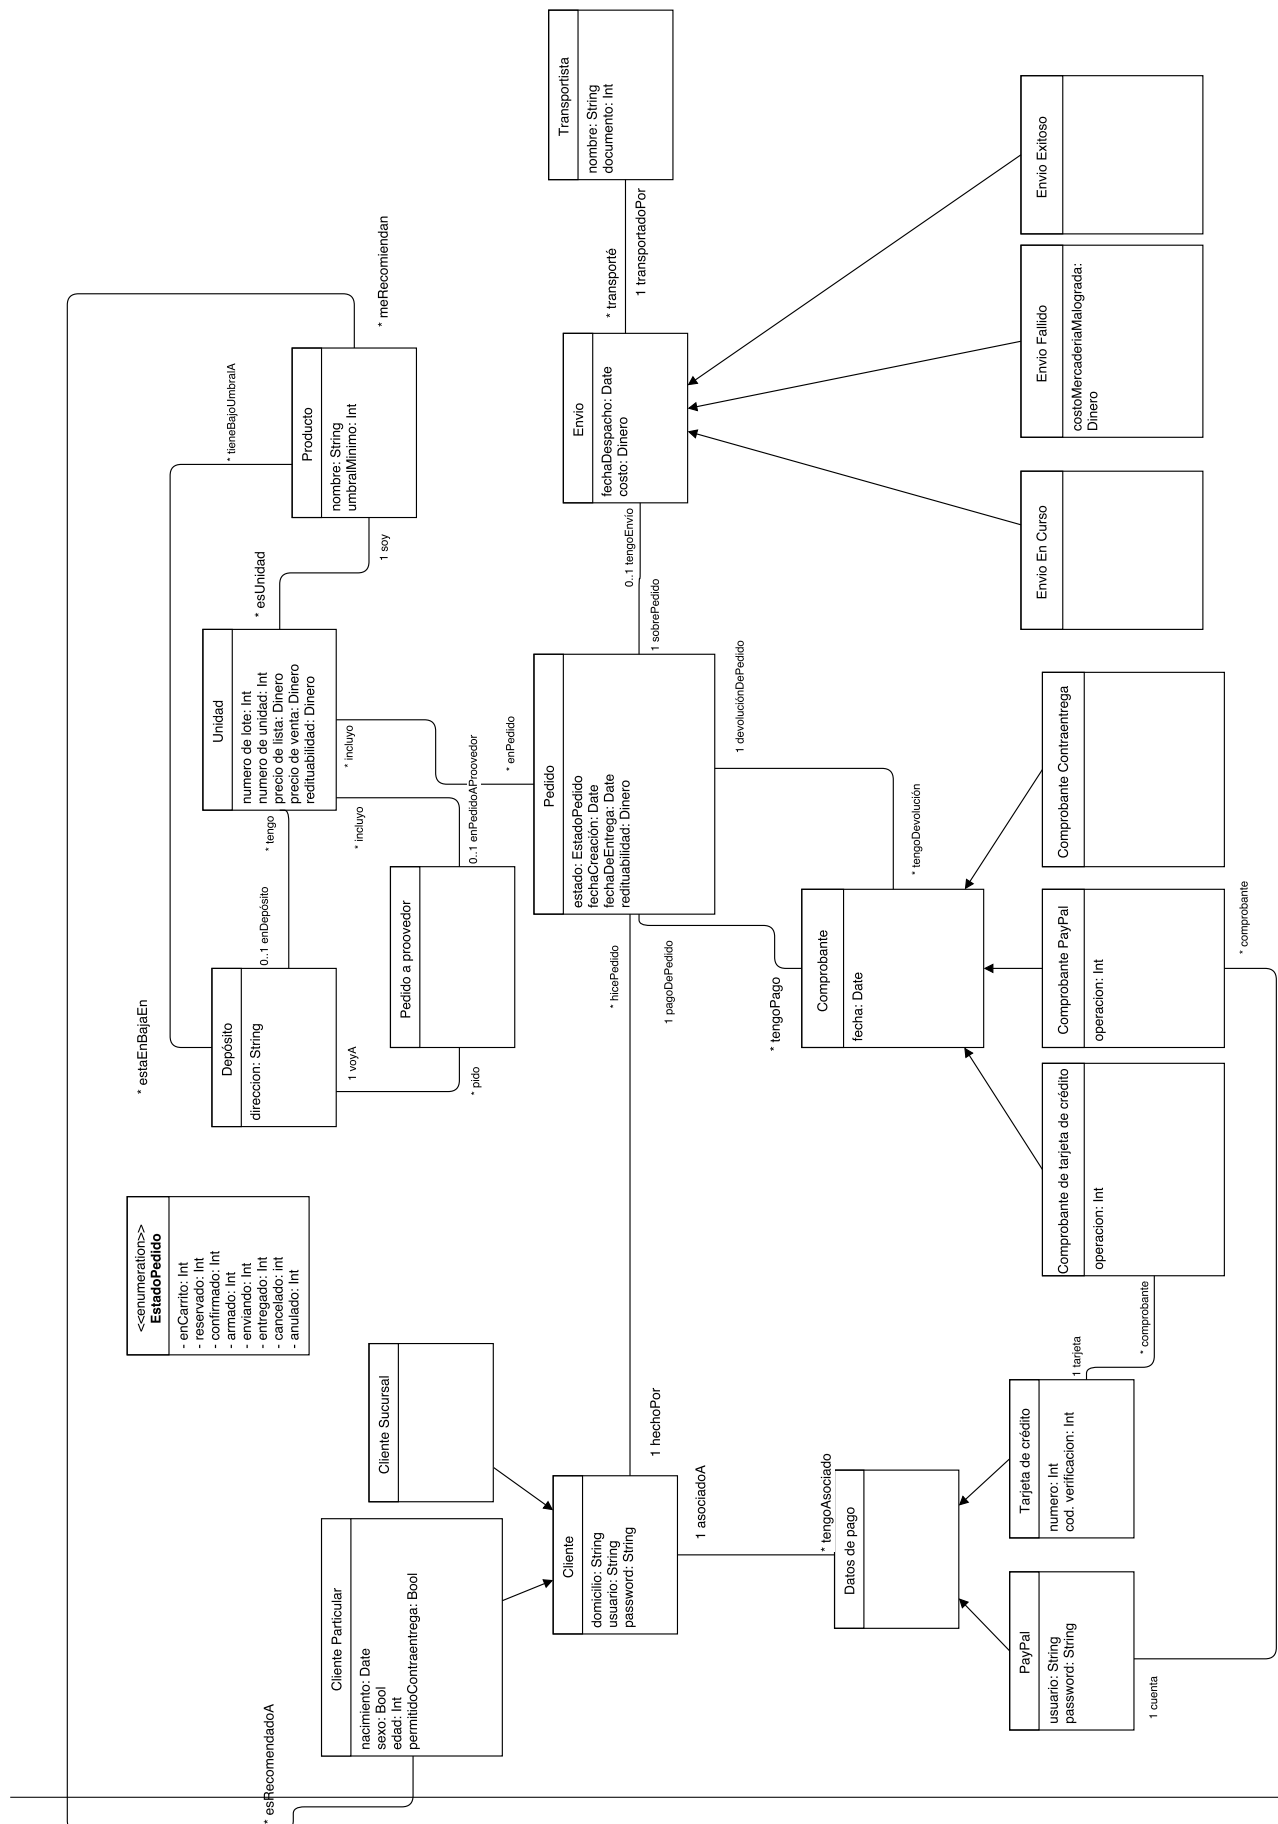 Transportista
nombre: String
documento: Int
1 transportadoPor
* transporté
Envio Exitoso
Envio Fallido
costoMercaderiaMalograda:
Dinero
Envio En Curso
Envio
fechaDespacho: Date
costo: Dinero
0..1 tengoEnvio
1 sobrePedido
* meRecomiendan
* tieneBajoUmbralA
Producto
nombre: String
umbralMinimo: Int
1 soy
* esUnidad
Unidad
numero de lote: Int
numero de unidad: Int
precio de lista: Dinero
precio de venta: Dinero
redituabilidad: Dinero
* incluyo
* enPedido
* incluyo
0..1 enPedidoAProovedor
* tengo
0..1 enDepósito
* estaEnBajaEn
Depósito
direccion: String
1 voyA
* pido
Pedido a proovedor
Pedido
estado: EstadoPedido
fechaCreación: Date
fechaDeEntrega: Date
redituabilidad: Dinero
1 devoluciónDePedido
* tengoDevolución
* hicePedido
1 pagoDePedido
* tengoPago
Comprobante
fecha: Date
Comprobante Contraentrega
Comprobante PayPal
operacion: Int
* comprobante
Comprobante de tarjeta de crédito
operacion: Int
* comprobante
1 tarjeta
<<enumeration>>
EstadoPedido
- enCarrito: Int
- reservado: Int
- confirmado: Int
- armado: Int
- enviando: Int
- entregado: Int
- cancelado: int
- anulado: Int
Cliente Sucursal
Cliente Particular
nacimiento: Date
sexo: Bool
edad: Int
permitidoContraentrega: Bool
* esRecomendadoA
Cliente
domicilio: String
usuario: String
password: String
1 hechoPor
1 asociadoA
* tengoAsociado
Datos de pago
Tarjeta de crédito
numero: Int
cod. verificacion: Int
PayPal
usuario: String
password: String
1 cuenta